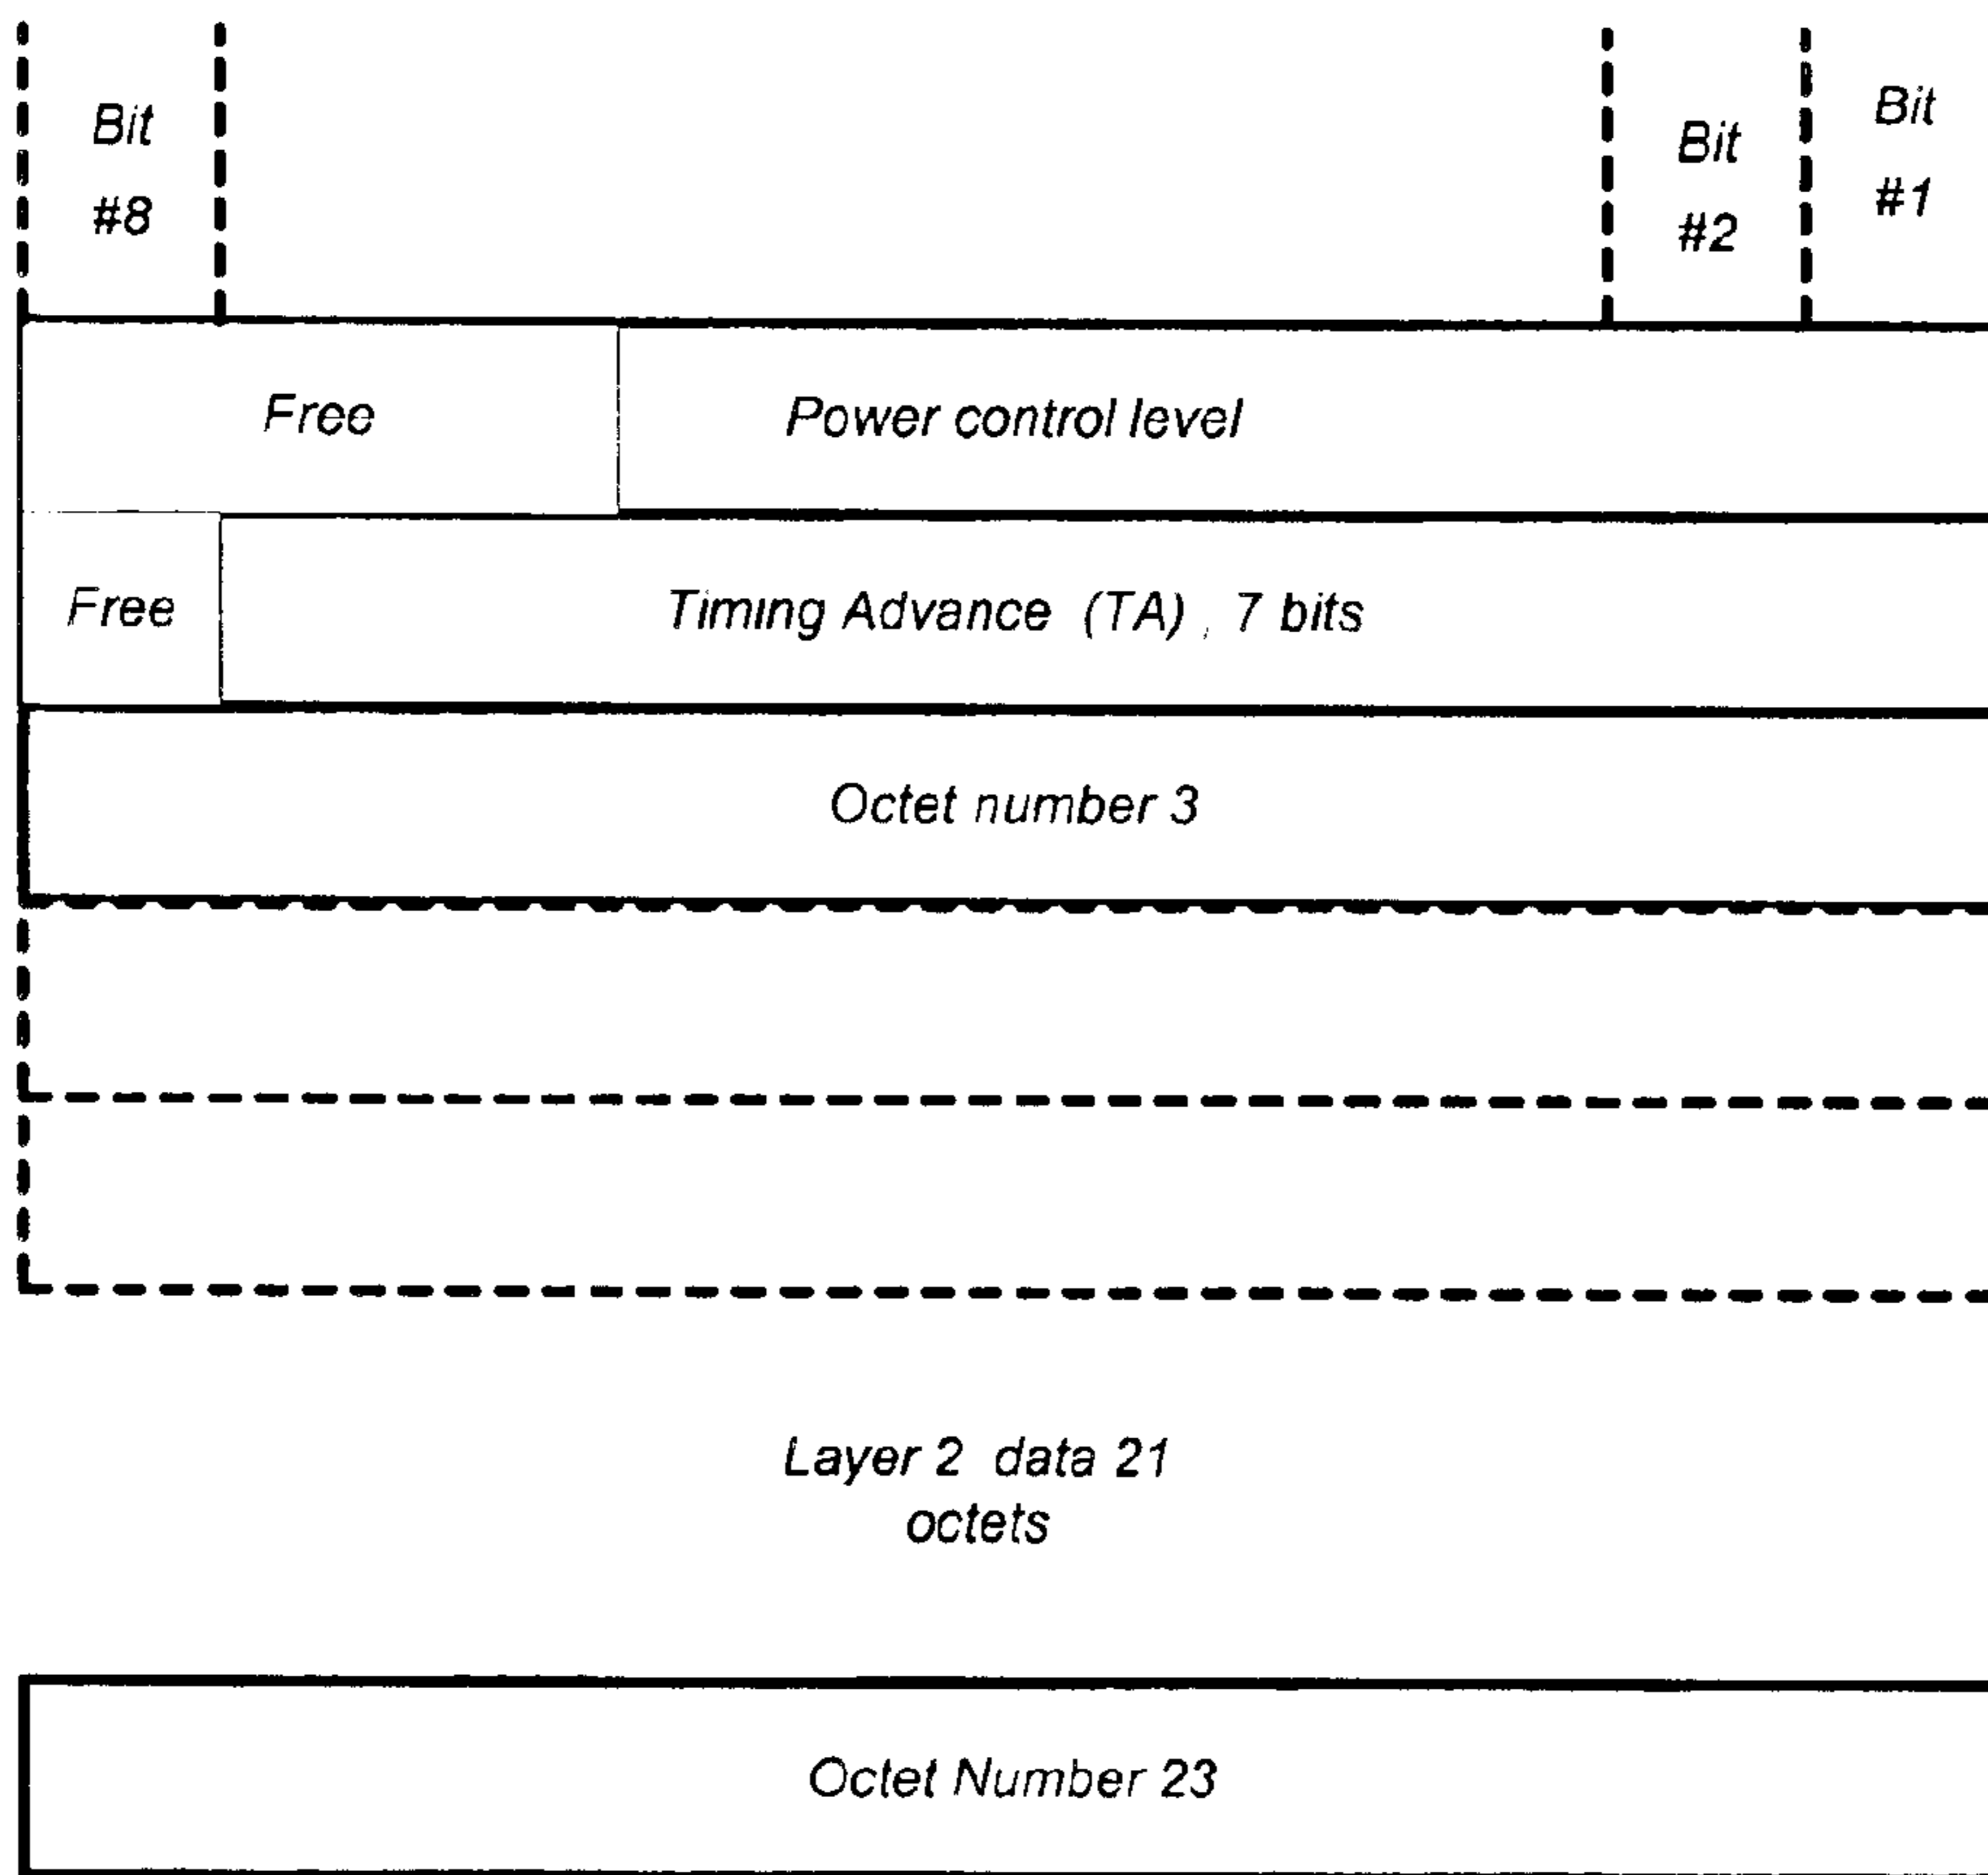 Bit
#8
Bit
#2
Bit
#1
Free
Power control level
Free
Timing Advance (TA) , 7 bits
Octet number 3
Layer 2 data 21
octets
Octet Number 23